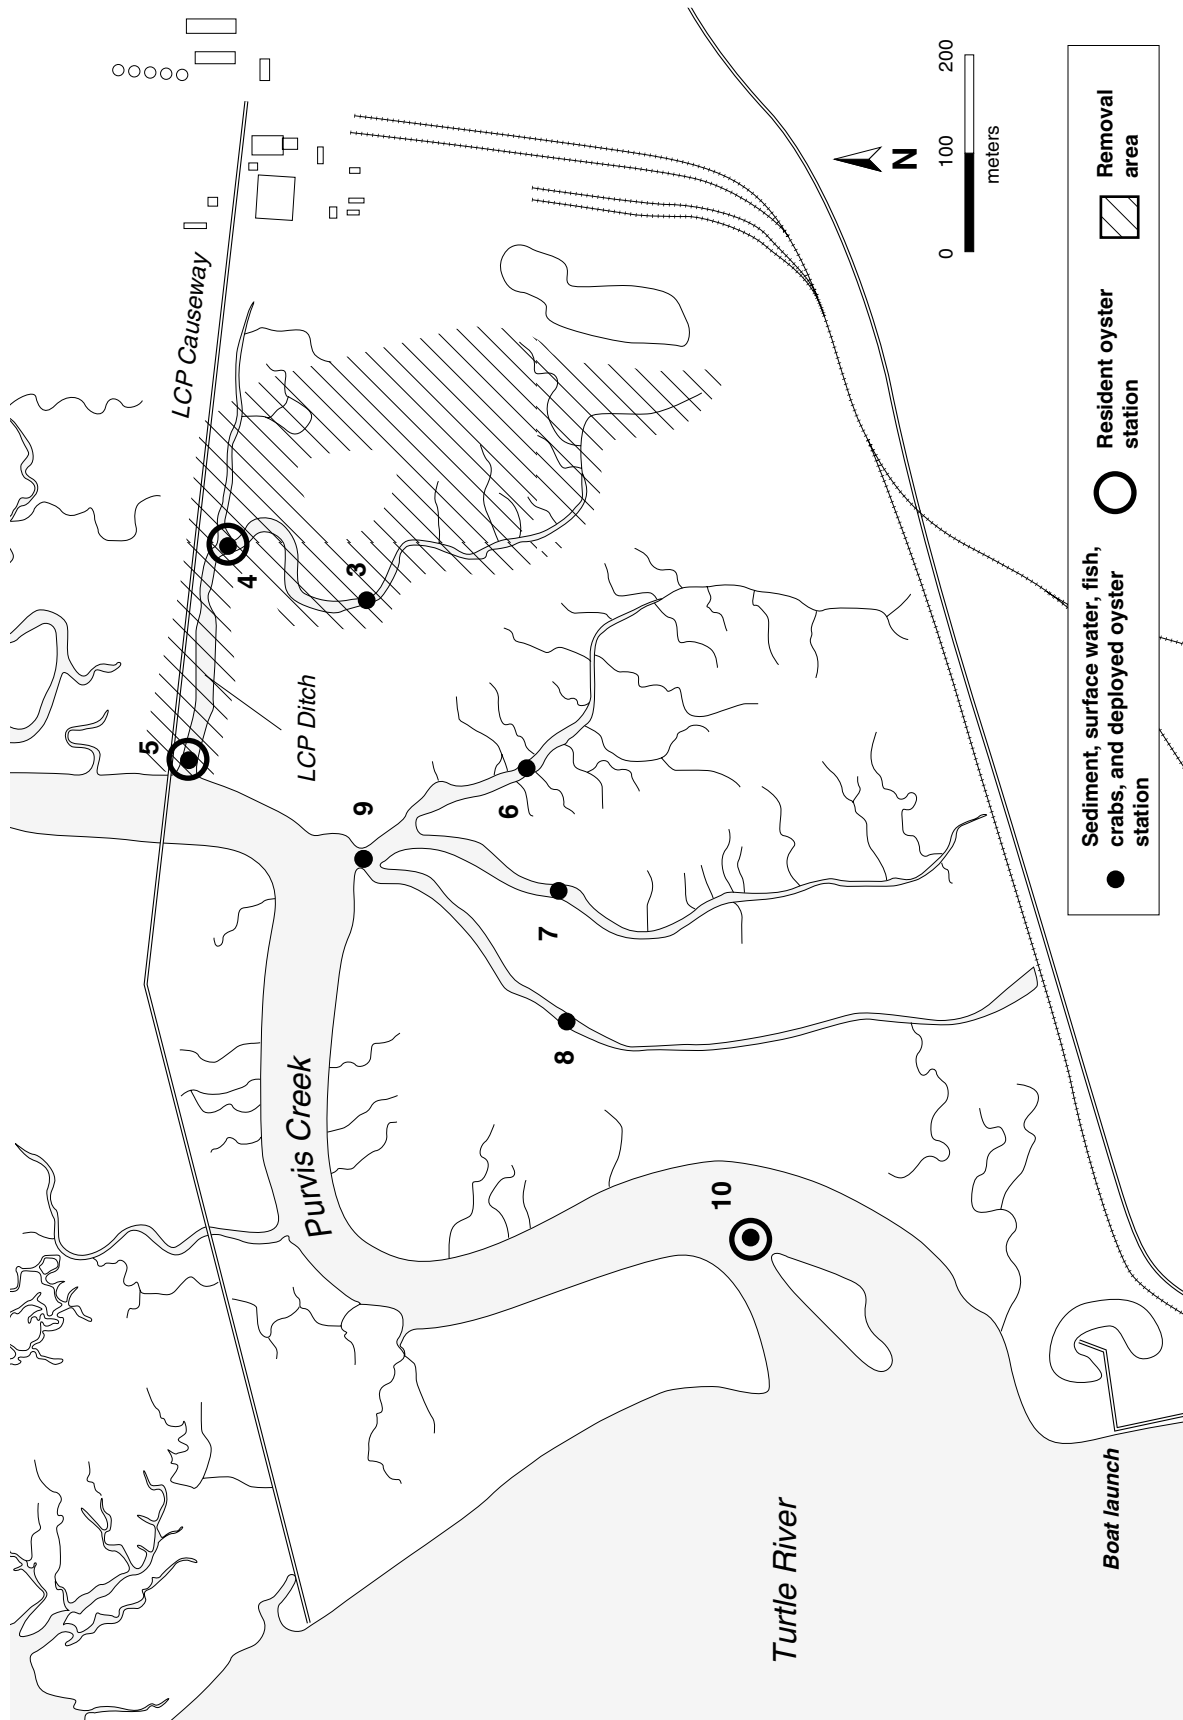 LCP Causeway
5
4
3
LCP Ditch
9
6
7
8
Purvis Creek
10
Turtle River
Boat launch
N
0 100 200
meters
Sediment, surface water, fish,
crabs, and deployed oyster
station
Resident oyster
station
Removal
area